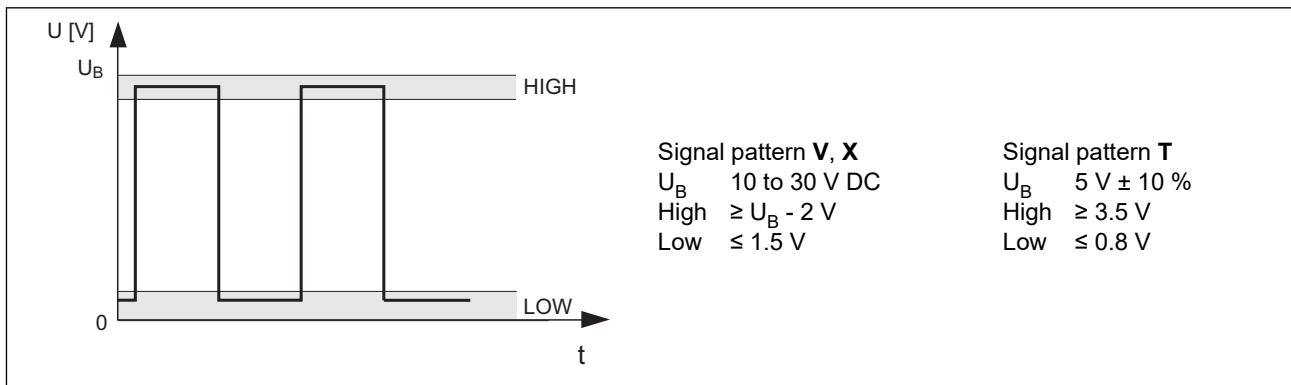 U [V]
U_B
HIGH
LOW
0
t
Signal pattern V, X
U_B 10 to 30 V DC
High ≥ U_B - 2 V
Low ≤ 1.5 V
Signal pattern T
U_B 5 V ± 10 %
High ≥ 3.5 V
Low ≤ 0.8 V